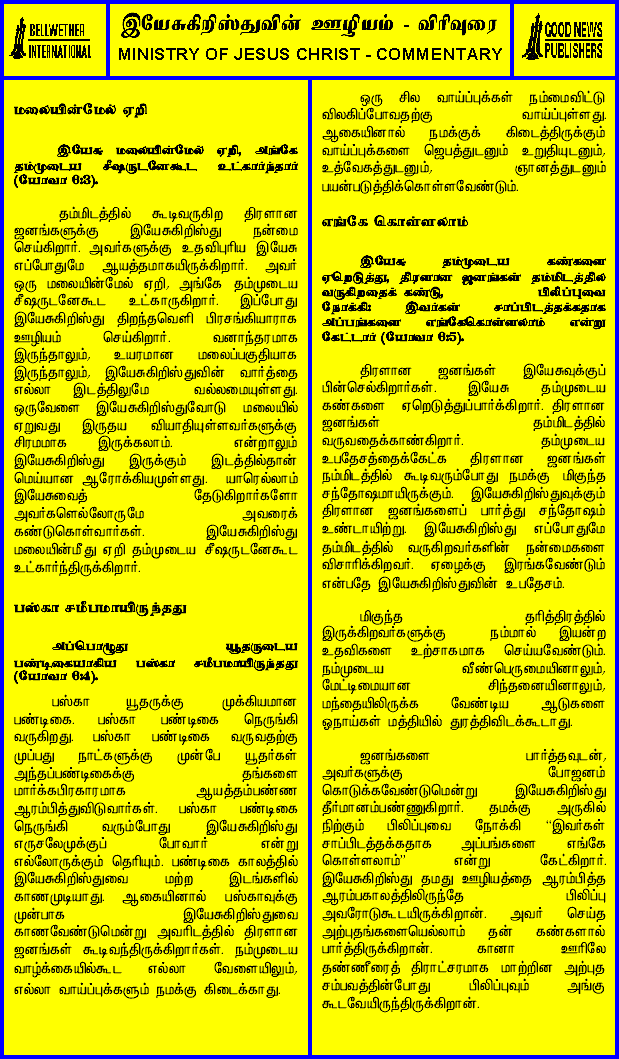 BELLWETHER
INTERNATIONAL
இயேசுகிறிஸ்துவின் ஊழியம் - விரிவுரை
MINISTRY OF JESUS CHRIST - COMMENTARY
GOOD NEWS
PUBLISHERS
மலையின்மேல் ஏறி
இயேசு மலையின்மேல் ஏறி, அங்கே
தம்முடைய சீஷருடனேகூட உட்கார்ந்தார்
(யோவா 6:3).
தம்மிடத்தில் கூடிவருகிற திரளான
ஜனங்களுக்கு இயேசுகிறிஸ்து நன்மை
செய்கிறார். அவர்களுக்கு உதவிபுரிய இயேசு
எப்போதுமே ஆயத்தமாகயிருக்கிறார். அவர்
ஒரு மலையின்மேல் ஏறி, அங்கே தம்முடைய
சீஷருடனேகூட உட்காருகிறார். இப்போது
இயேசுகிறிஸ்து திறந்தவெளி பிரசங்கியாராக
ஊழியம் செய்கிறார். வனாந்தரமாக
இருந்தாலும், உயரமான மலைப்பகுதியாக
இருந்தாலும், இயேசுகிறிஸ்துவின் வார்த்தை
எல்லா இடத்திலுமே வல்லமையுள்ளது.
ஒருவேளை இயேசுகிறிஸ்துவோடு மலையில்
ஏறுவது இருதய வியாதியுள்ளவர்களுக்கு
சிரமமாக இருக்கலாம். என்றாலும்
இயேசுகிறிஸ்து இருக்கும் இடத்தில்தான்
மெய்யான ஆரோக்கியமுள்ளது. யாரெல்லாம்
இயேசுவைத் தேடுகிறார்களோ
அவர்களெல்லோருமே அவரைக்
கண்டுகொள்வார்கள். இயேசுகிறிஸ்து
மலையின்மீது ஏறி தம்முடைய சீஷருடனேகூட
உட்கார்ந்திருக்கிறார்.
பஸ்கா சமீபமாயிருந்தது
அப்பொழுது யூதருடைய
பண்டிகையாகிய பஸ்கா சமீபமாயிருந்தது
(யோவா 6:4).
பஸ்கா யூதருக்கு முக்கியமான
பண்டிகை. பஸ்கா பண்டிகை நெருங்கி
வருகிறது. பஸ்கா பண்டிகை வருவதற்கு
முப்பது நாட்களுக்கு முன்பே யூதர்கள்
அந்தப்பண்டிகைக்கு தங்களை
மார்க்கபிரகாரமாக ஆயத்தம்பண்ண
ஆரம்பித்துவிடுவார்கள். பஸ்கா பண்டிகை
நெருங்கி வரும்போது இயேசுகிறிஸ்து
எருசலேமுக்குப் போவார் என்று
எல்லோருக்கும் தெரியும். பண்டிகை காலத்தில்
இயேசுகிறிஸ்துவை மற்ற இடங்களில்
காணமுடியாது. ஆகையினால் பஸ்காவுக்கு
முன்பாக இயேசுகிறிஸ்துவை
காணவேண்டுமென்று அவரிடத்தில் திரளான
ஜனங்கள் கூடிவந்திருக்கிறார்கள். நம்முடைய
வாழ்க்கையில்கூட எல்லா வேளையிலும்,
எல்லா வாய்ப்புக்களும் நமக்கு கிடைக்காது.
ஒரு சில வாய்ப்புக்கள் நம்மைவிட்டு
விலகிப்போவதற்கு வாய்ப்புள்ளது.
ஆகையினால் நமக்குக் கிடைத்திருக்கும்
வாய்ப்புக்களை ஜெபத்துடனும் உறுதியுடனும்,
உத்வேகத்துடனும், ஞானத்துடனும்
பயன்படுத்திக்கொள்ளவேண்டும்.
எங்கே கொள்ளலாம்
இயேசு தம்முடைய கண்களை
ஏறெடுத்து, திரளான ஜனங்கள் தம்மிடத்தில்
வருகிறதைக் கண்டு, பிலிப்புவை
நோக்கி: இவர்கள் சாப்பிடத்தக்கதாக
அப்பங்களை எங்கேகொள்ளலாம் என்று
கேட்டார் (யோவா 6:5).
திரளான ஜனங்கள் இயேசுவுக்குப்
பின்செல்கிறார்கள். இயேசு தம்முடைய
கண்களை ஏறெடுத்துப்பார்க்கிறார். திரளான
ஜனங்கள் தம்மிடத்தில்
வருவதைக்காண்கிறார். தம்முடைய
உபதேசத்தைக்கேட்க திரளான ஜனங்கள்
நம்மிடத்தில் கூடிவரும்போது நமக்கு மிகுந்த
சந்தோஷமாயிருக்கும். இயேசுகிறிஸ்துவுக்கும்
திரளான ஜனங்களைப் பார்த்து சந்தோஷம்
உண்டாயிற்று. இயேசுகிறிஸ்து எப்போதுமே
தம்மிடத்தில் வருகிறவர்களின் நன்மைகளை
விசாரிக்கிறவர். ஏழைக்கு இரங்கவேண்டும்
என்பதே இயேசுகிறிஸ்துவின் உபதேசம்.
மிகுந்த தரித்திரத்தில்
இருக்கிறவர்களுக்கு நம்மால் இயன்ற
உதவிகளை உற்சாகமாக செய்யவேண்டும்.
நம்முடைய வீண்பெருமையினாலும்,
மேட்டிமையான சிந்தனையினாலும்,
மந்தையிலிருக்க வேண்டிய ஆடுகளை
ஓநாய்கள் மத்தியில் துரத்திவிடக்கூடாது.
ஜனங்களை பார்த்தவுடன்,
அவர்களுக்கு போஜனம்
கொடுக்கவேண்டுமென்று இயேசுகிறிஸ்து
தீர்மானம்பண்ணுகிறார். தமக்கு அருகில்
நிற்கும் பிலிப்புவை நோக்கி “இவர்கள்
சாப்பிடத்தக்கதாக அப்பங்களை எங்கே
கொள்ளலாம்” என்று கேட்கிறார்.
இயேசுகிறிஸ்து தமது ஊழியத்தை ஆரம்பித்த
ஆரம்பகாலத்திலிருந்தே பிலிப்பு
அவரோடுகூடயிருக்கிறான். அவர் செய்த
அற்புதங்களையெல்லாம் தன் கண்களால்
பார்த்திருக்கிறான். கானா ஊரிலே
தண்ணீரைத் திராட்சரமாக மாற்றின அற்புத
சம்பவத்தின்போது பிலிப்புவும் அங்கு
கூடவேயிருந்திருக்கிறான்.